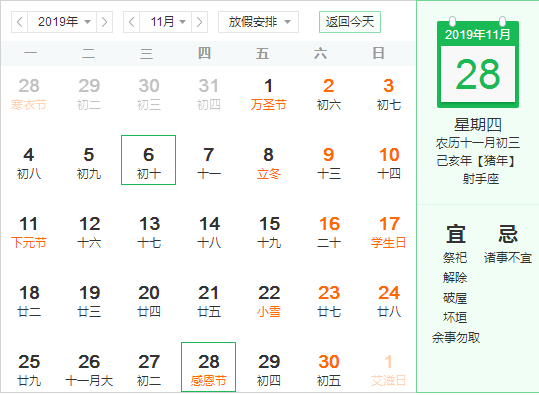 2019年 11月 放假安排 返回今天
一 二 三 四 五 六 日
28 29 30 31 1 2 3
寒衣节 初二 初三 初四 万圣节 初六 初七
4 5 6 7 8 9 10
初八 初九 初十 十一 立冬 十三 十四
11 12 13 14 15 16 17
下元节 十六 十七 十八 十九 二十 学生日
18 19 20 21 22 23 24
廿二 廿三 廿四 廿五 小雪 廿七 廿八
25 26 27 28 29 30 1
廿九 十一月大 初二 感恩节 初四 初五 艾滋日
2019年11月
28
星期四
农历十一月初三
己亥年【猪年】
射手座
宜 忌
祭祀 诸事不宜
解除
破屋
坏垣
余事勿取